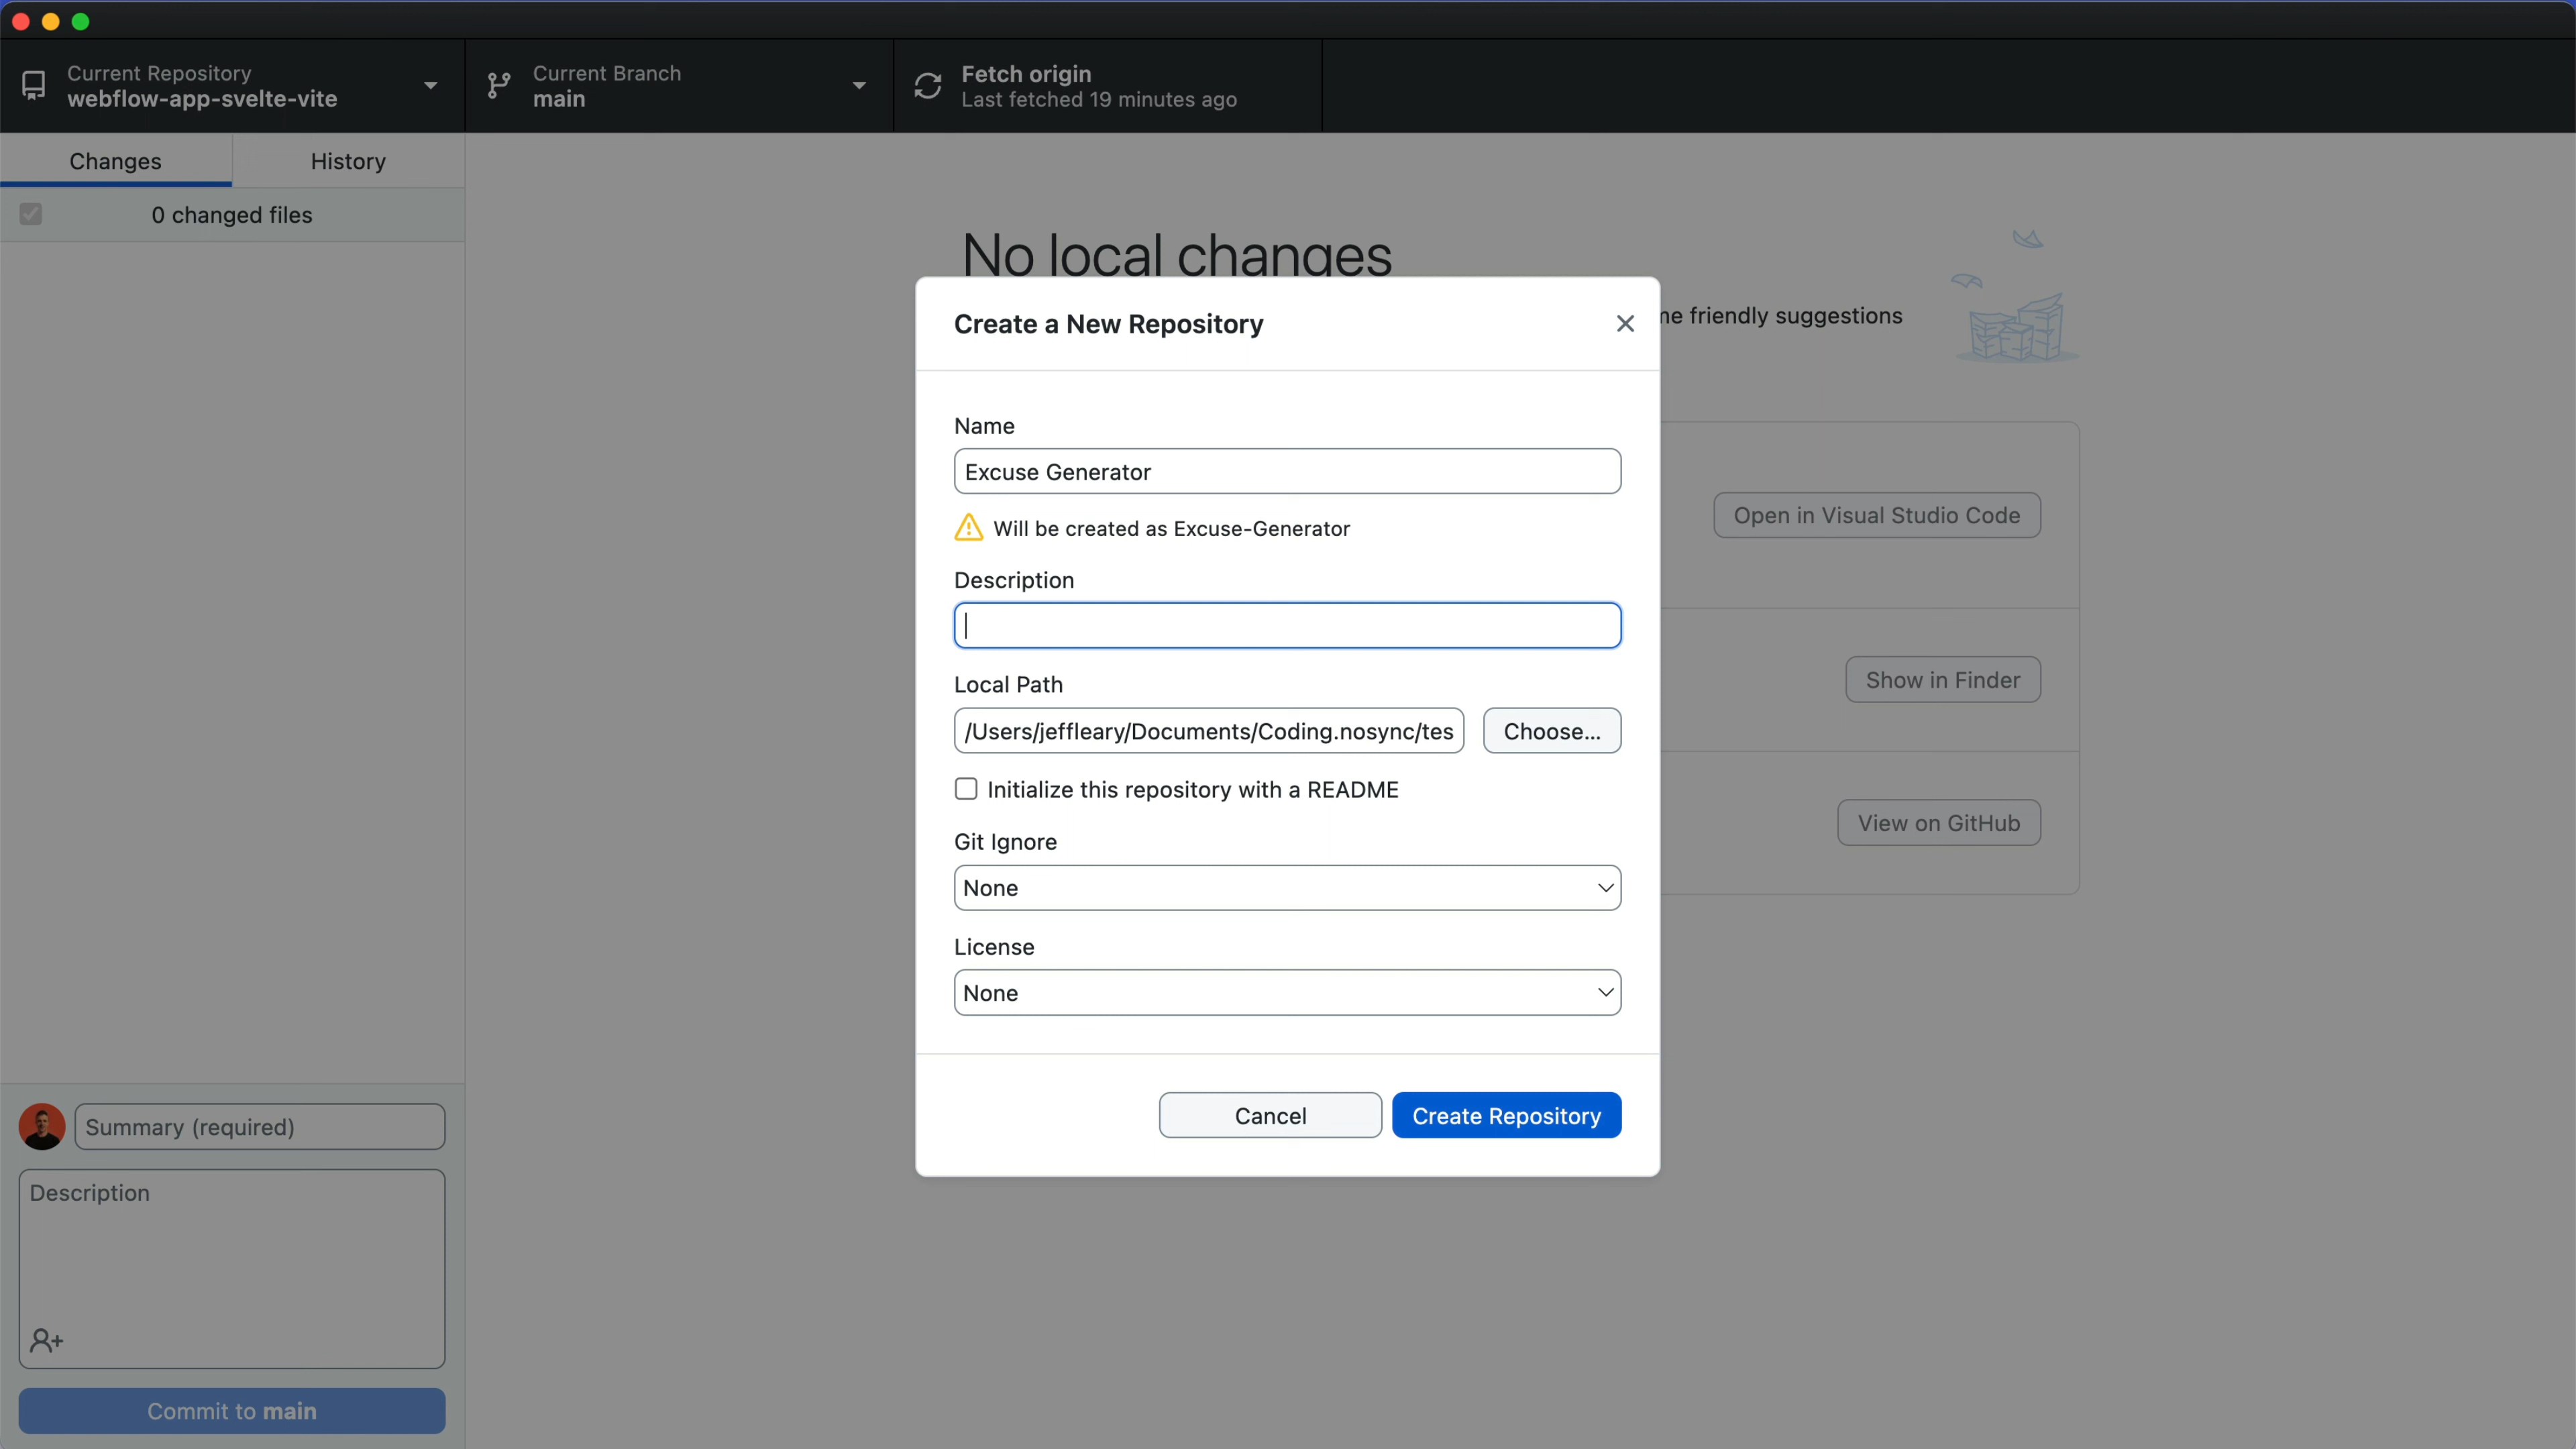 Current Repository
webflow-app-svelte-vite
Current Branch
main
Fetch origin
Last fetched 19 minutes ago
Changes
History
0 changed files
No local changes
friendly suggestions
Open in Visual Studio Code
Show in Finder
View on GitHub
Create a New Repository
Name
Excuse Generator
Will be created as Excuse-Generator
Description
Local Path
/Users/jeffleary/Documents/Coding.nosync/tes
Choose...
Initialize this repository with a README
Git Ignore
None
License
None
Cancel
Create Repository
Summary (required)
Description
Commit to main